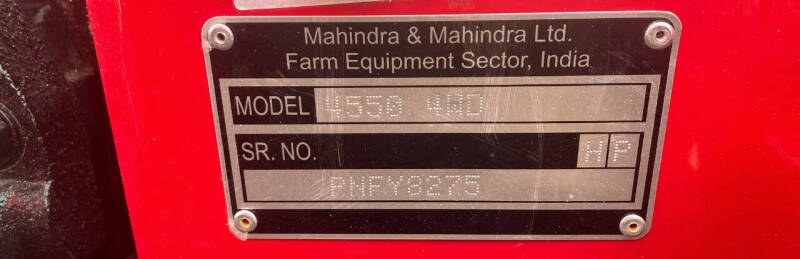 Mahindra & Mahindra Ltd.
Farm Equipment Sector, India
MODEL 4550 4WD
SR. NO. HP
PNFY8275